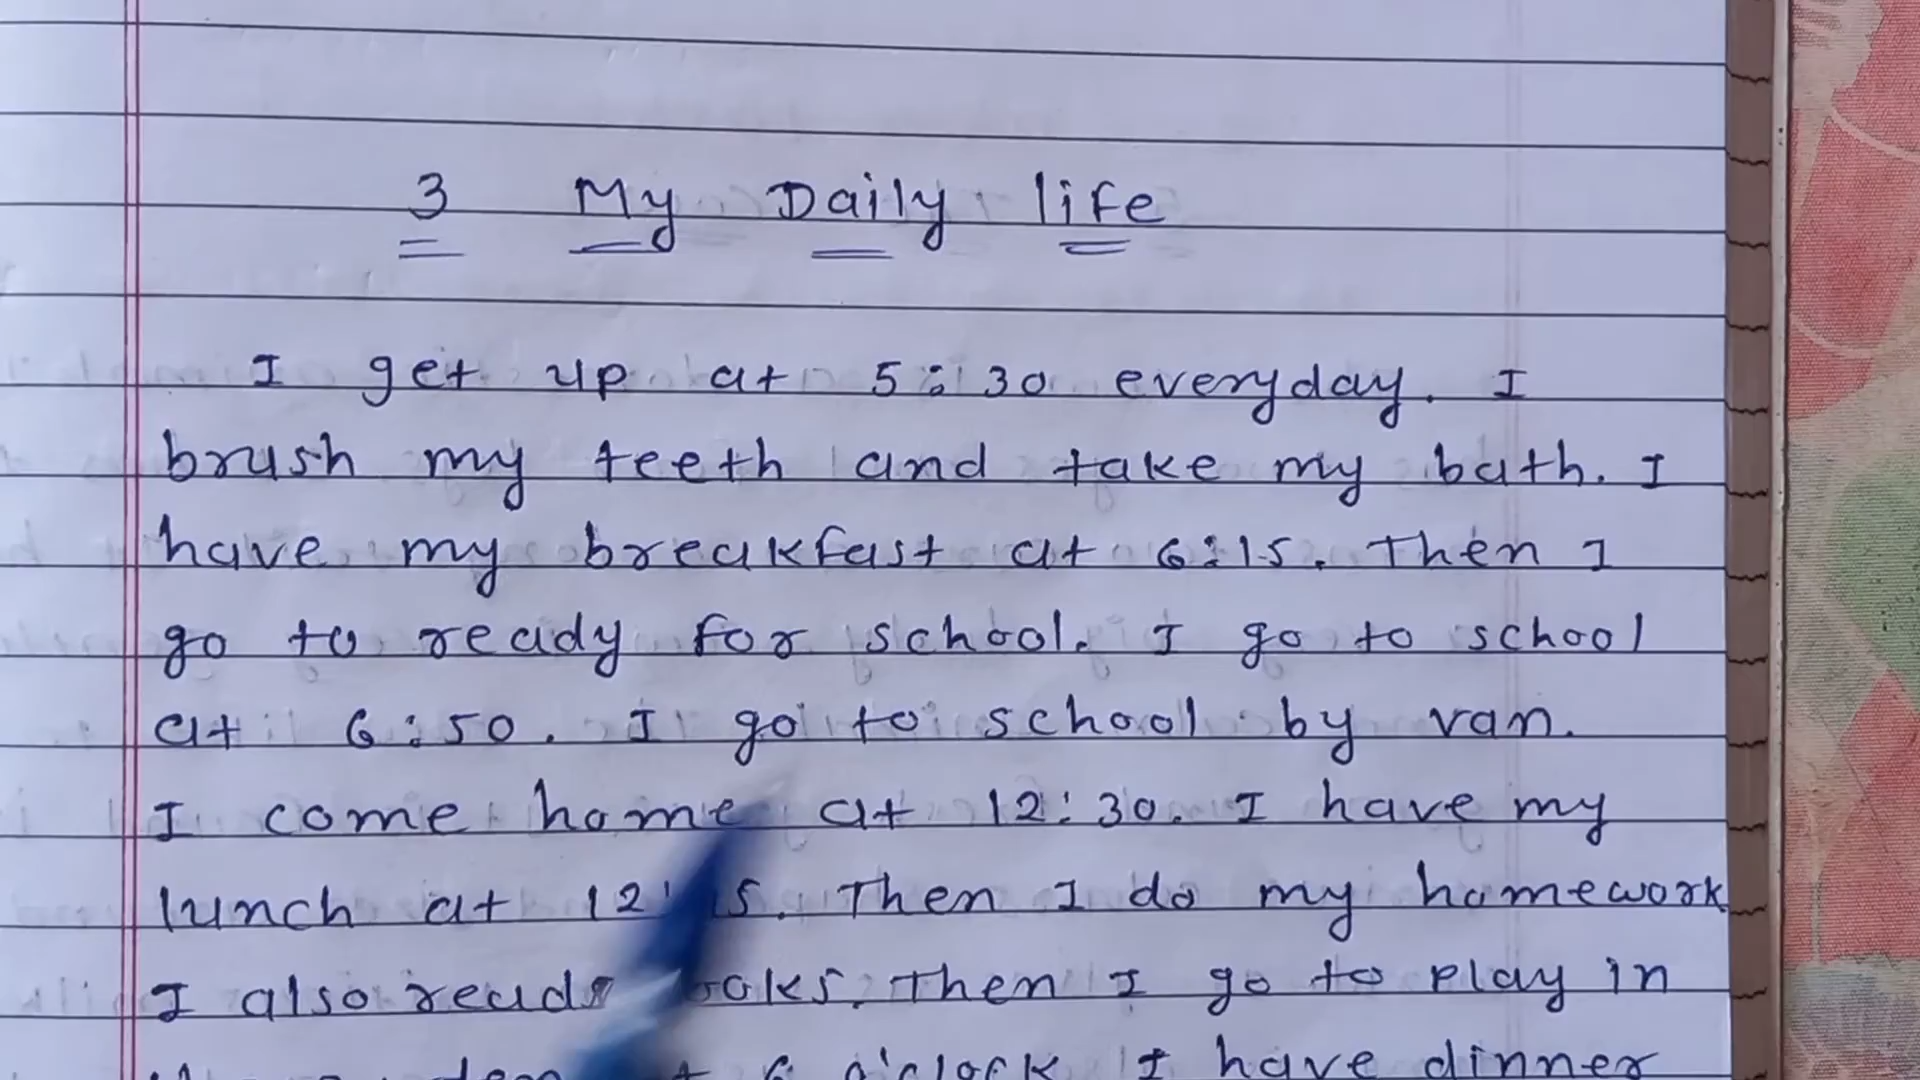 3 My Daily life
I get up at 5:30 everyday. I
brush my teeth and take my bath. I
have my breakfast at 6:15. Then I
go to ready for school. I go to school
at 6:50. I go to school by van.
I come home at 12:30. I have my
lunch at Then I do my homework
I also read Then I go to play in
o'clock I have dinner